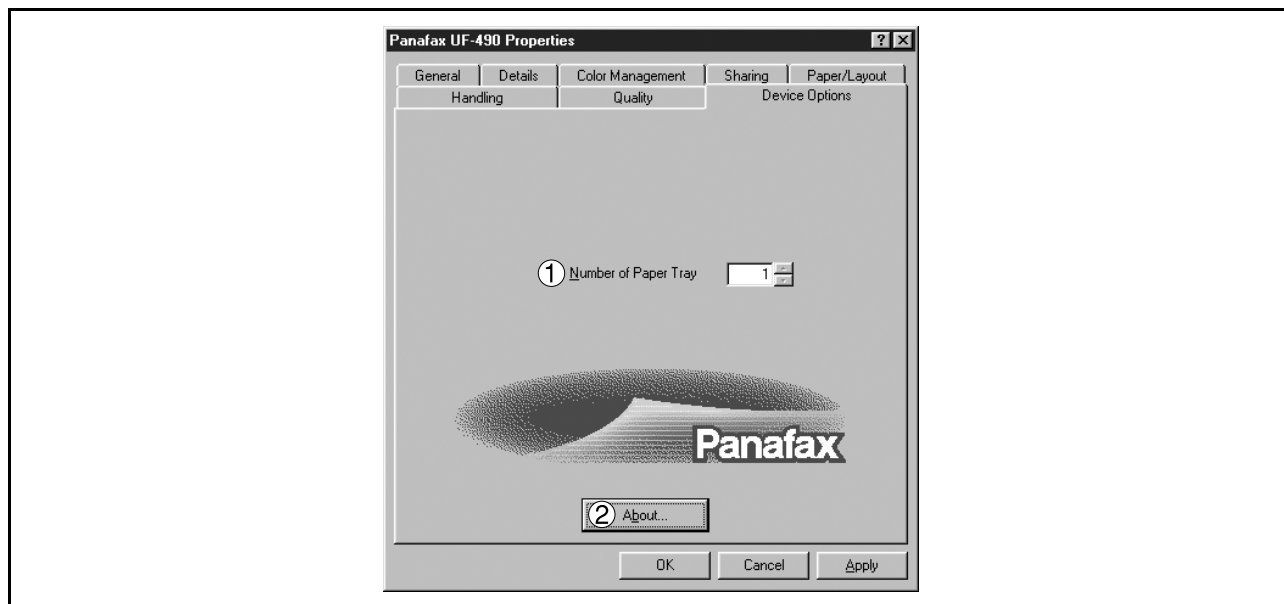 Panafax UF-490 Properties
General Details Color Management Sharing Paper/Layout
Handling Quality Device Options
① Number of Paper Tray 1
Panafax
② About...
OK Cancel Apply